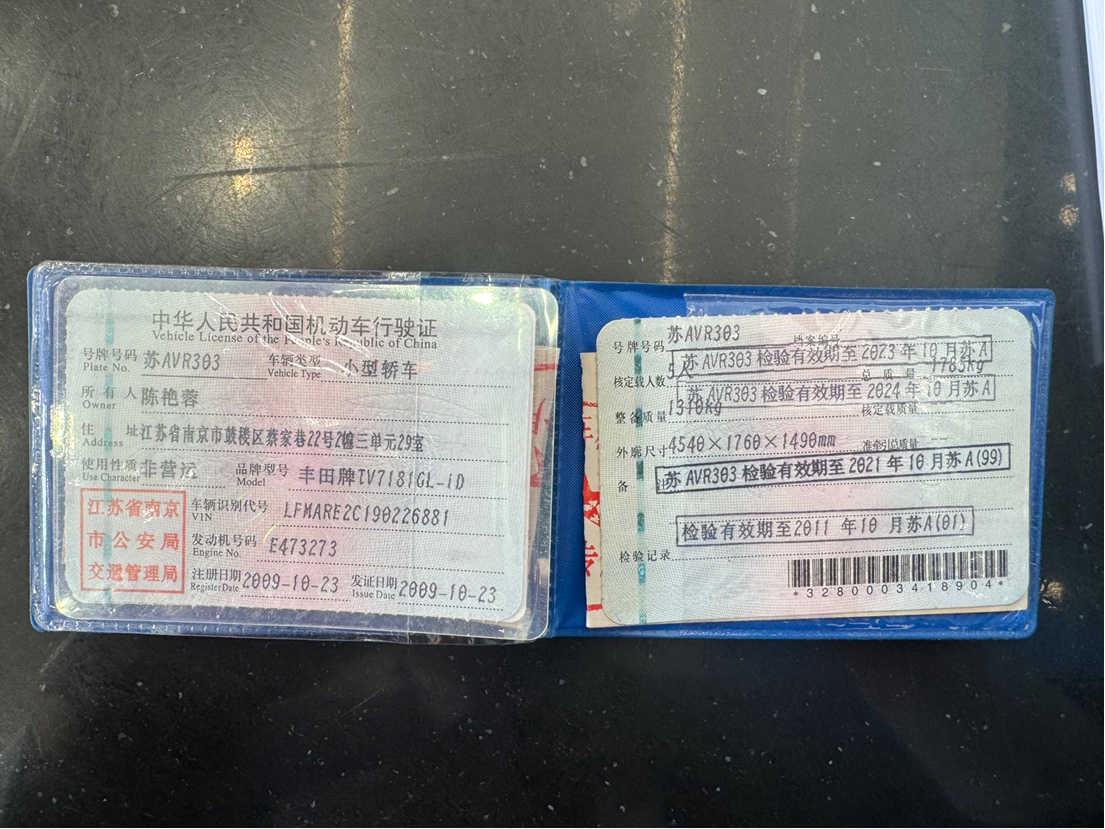 中华人民共和国机动车行驶证
Vehicle License of the People's Republic of China
号牌号码 苏AVR303 车辆类型 小型轿车
Plate No. Vehicle Type
所有人 陈艳蓉
Owner
住址 江苏省南京市鼓楼区蔡家巷22号2幢三单元29室
Address
使用性质 非营运 品牌型号 丰田牌TV7181GL-iD
Use Character Model
江苏省南京
市公安局
交通管理局
车辆识别代号 LFMARE2C190226881
VIN
发动机号码 E473273
Engine No.
注册日期 2009-10-23 发证日期 2009-10-23
Register Date Issue Date
号牌号码 苏AVR303 档案编号
苏AVR303检验有效期至2023年10月苏A
核定载人数 5人 总质量 1785kg
苏AVR303检验有效期至2024年10月苏A
整备质量 1310kg 核定载质量 --
外廓尺寸 4540×1760×1490mm 准牵引总质量 --
苏AVR303检验有效期至2021年10月苏A(99)
备注
检验有效期至2011年10月苏A(01)
检验记录
*3280003418904*